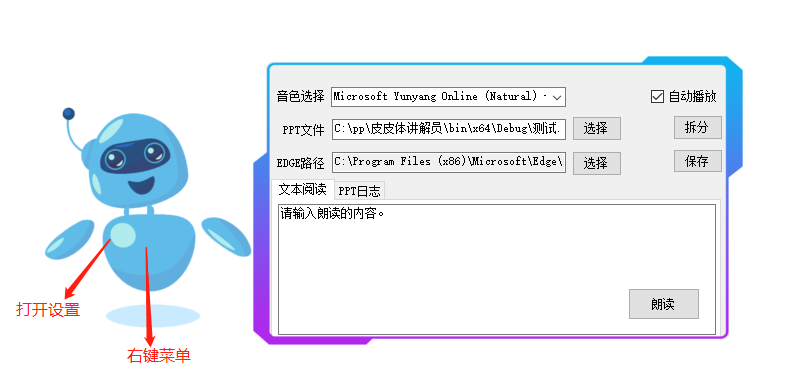 音色选择 Microsoft Yunyang Online (Natural) - 自动播放
PPT文件 C:\pp\皮皮体讲解员\bin\x64\Debug\测试. 选择 拆分
EDGE路径 C:\Program Files (x86)\Microsoft\Edge\ 选择 保存
文本阅读 PPT日志
请输入朗读的内容。
朗读
打开设置
右键菜单